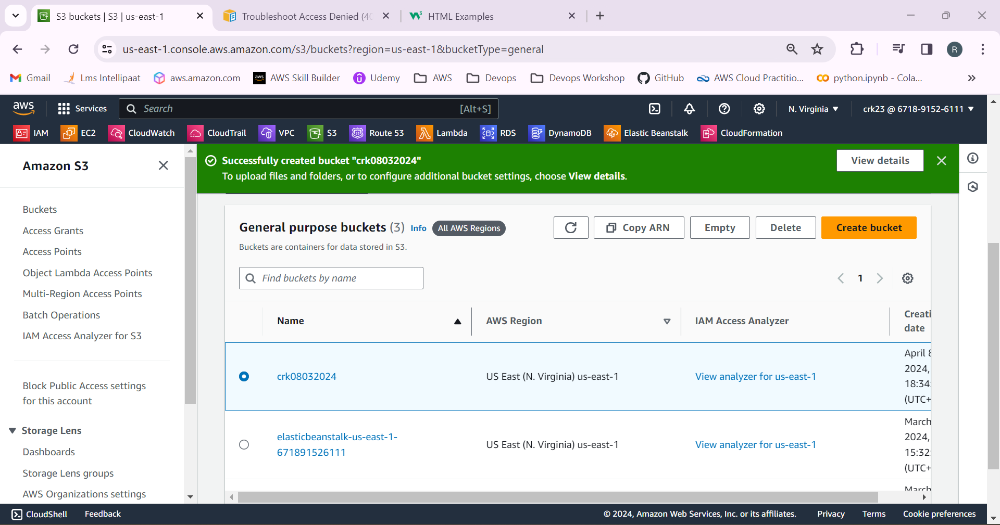 S3 buckets | S3 | us-east-1
Troubleshoot Access Denied (40
HTML Examples
us-east-1.console.aws.amazon.com/s3/buckets?region=us-east-1&bucketType=general
R
Gmail
Lms Intellipaat
aws.amazon.com
aws AWS Skill Builder
Udemy
AWS
Devops
Devops Workshop
GitHub
AWS Cloud Practitio...
python.ipynb - Cola...
aws
Services
Search [Alt+S]
N. Virginia
crk23 @ 6718-9152-6111
IAM
EC2
CloudWatch
CloudTrail
VPC
S3
Route 53
Lambda
RDS
DynamoDB
Elastic Beanstalk
CloudFormation
Amazon S3
Buckets
Access Grants
Access Points
Object Lambda Access Points
Multi-Region Access Points
Batch Operations
IAM Access Analyzer for S3
Block Public Access settings
for this account
Storage Lens
Dashboards
Storage Lens groups
AWS Organizations settings
Successfully created bucket "crk08032024"
To upload files and folders, or to configure additional bucket settings, choose View details.
View details
General purpose buckets (3) Info All AWS Regions
Copy ARN
Empty
Delete
Create bucket
Buckets are containers for data stored in S3.
Find buckets by name
1
Name
AWS Region
IAM Access Analyzer
Creati
date
crk08032024
US East (N. Virginia) us-east-1
View analyzer for us-east-1
April 8
2024,
18:34
(UTC+
elasticbeanstalk-us-east-1-
671891526111
US East (N. Virginia) us-east-1
View analyzer for us-east-1
March
2024,
15:32
(UTC+
March
CloudShell
Feedback
© 2024, Amazon Web Services, Inc. or its affiliates.
Privacy
Terms
Cookie preferences